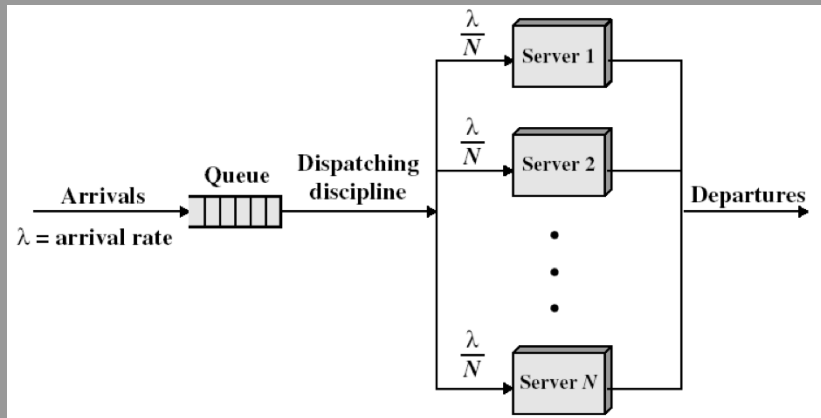 Arrivals
λ = arrival rate
Queue
Dispatching
discipline
λ
N
Server 1
λ
N
Server 2
λ
N
Server N
Departures